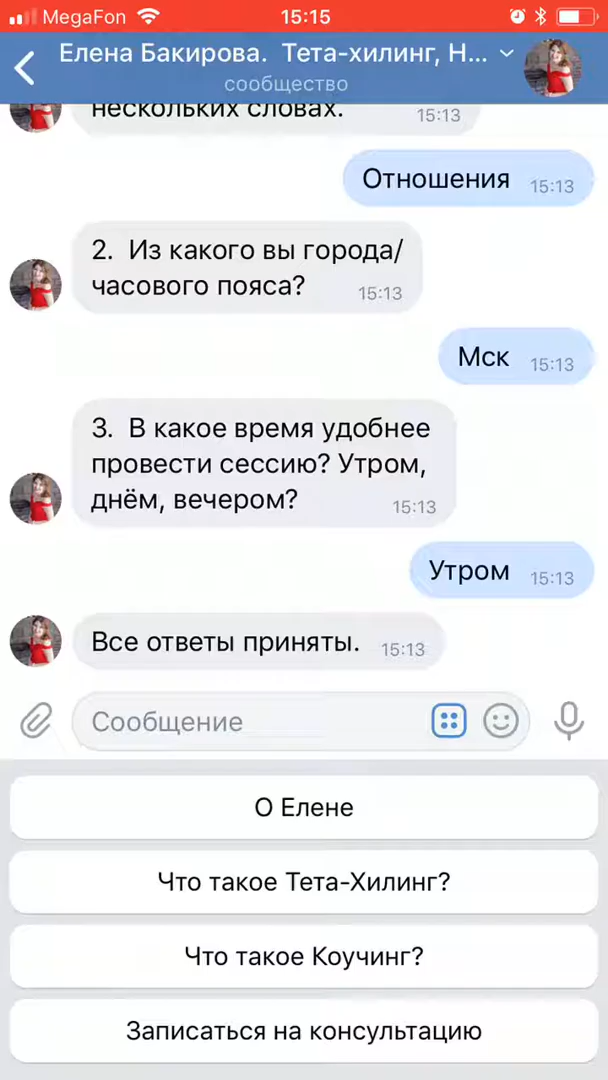 MegaFon
15:15
Елена Бакирова. Тета-хилинг, Н...
сообщество
нескольких словах.
15:13
Отношения
15:13
2. Из какого вы города/
часового пояса?
15:13
Мск
15:13
3. В какое время удобнее
провести сессию? Утром,
днём, вечером?
15:13
Утром
15:13
Все ответы приняты.
15:13
Сообщение
О Елене
Что такое Тета-Хилинг?
Что такое Коучинг?
Записаться на консультацию